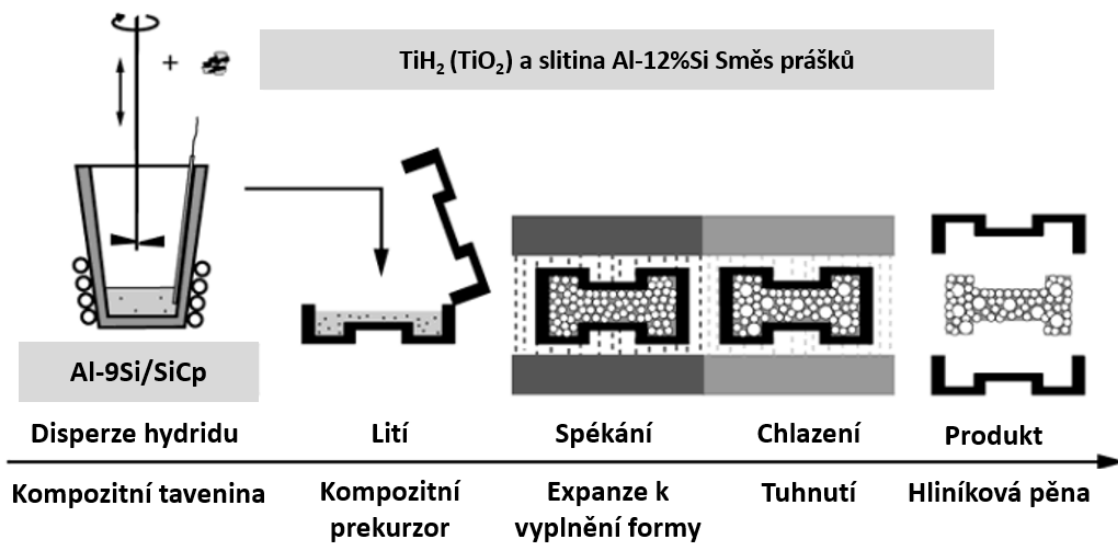 +
TiH₂ (TiO₂) a slitina Al-12%Si Směs prášků
Al-9Si/SiCp
Disperze hydridu
Lití
Spékání
Chlazení
Produkt
Kompozitní tavenina
Kompozitní
prekurzor
Expanze k
vyplnění formy
Tuhnutí
Hliníková pěna